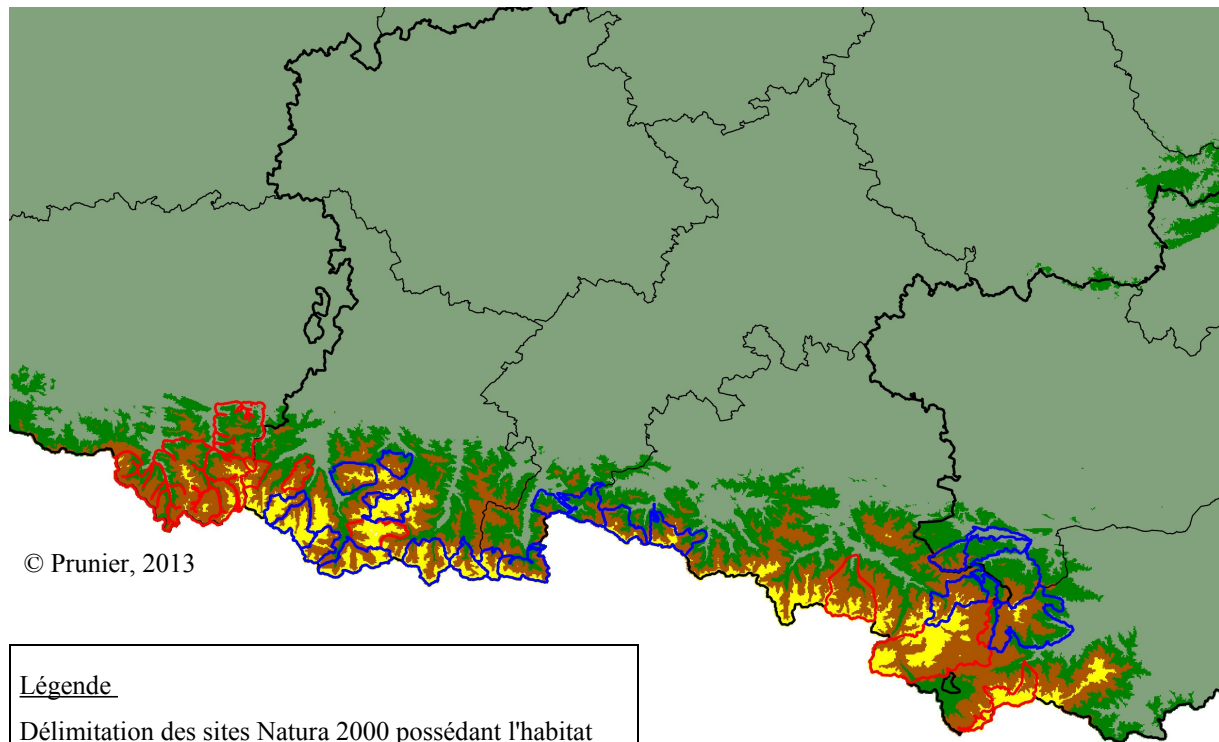 © Prunier, 2013
Légende
Délimitation des sites Natura 2000 possédant l'habitat